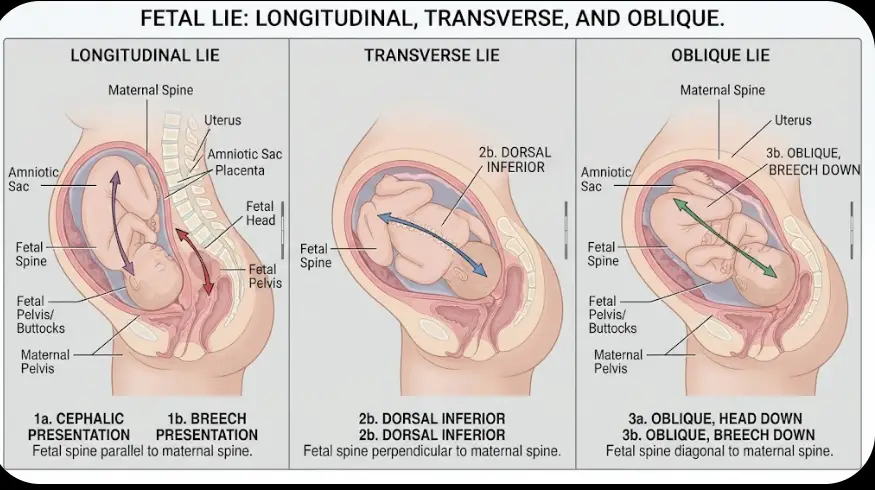 FETAL LIE: LONGITUDINAL, TRANSVERSE, AND OBLIQUE.
LONGITUDINAL LIE
Maternal Spine
Uterus
Amniotic Sac
Placenta
Amniotic
Sac
Fetal
Head
Fetal
Spine
Fetal
Pelvis
Fetal
Pelvis/
Buttocks
Maternal
Pelvis
1a. CEPHALIC
PRESENTATION
1b. BREECH
PRESENTATION
Fetal spine parallel to maternal spine.
TRANSVERSE LIE
2b. DORSAL
INFERIOR
Fetal
Spine
2b. DORSAL INFERIOR
2b. DORSAL INFERIOR
Fetal spine perpendicular to maternal spine.
OBLIQUE LIE
Maternal Spine
Uterus
3b. OBLIQUE,
BREECH DOWN
Amniotic
Sac
Fetal
Spine
Fetal
Pelvis/
Buttocks
Maternal
Pelvis
3a. OBLIQUE, HEAD DOWN
3b. OBLIQUE, BREECH DOWN
Fetal spine diagonal to maternal spine.